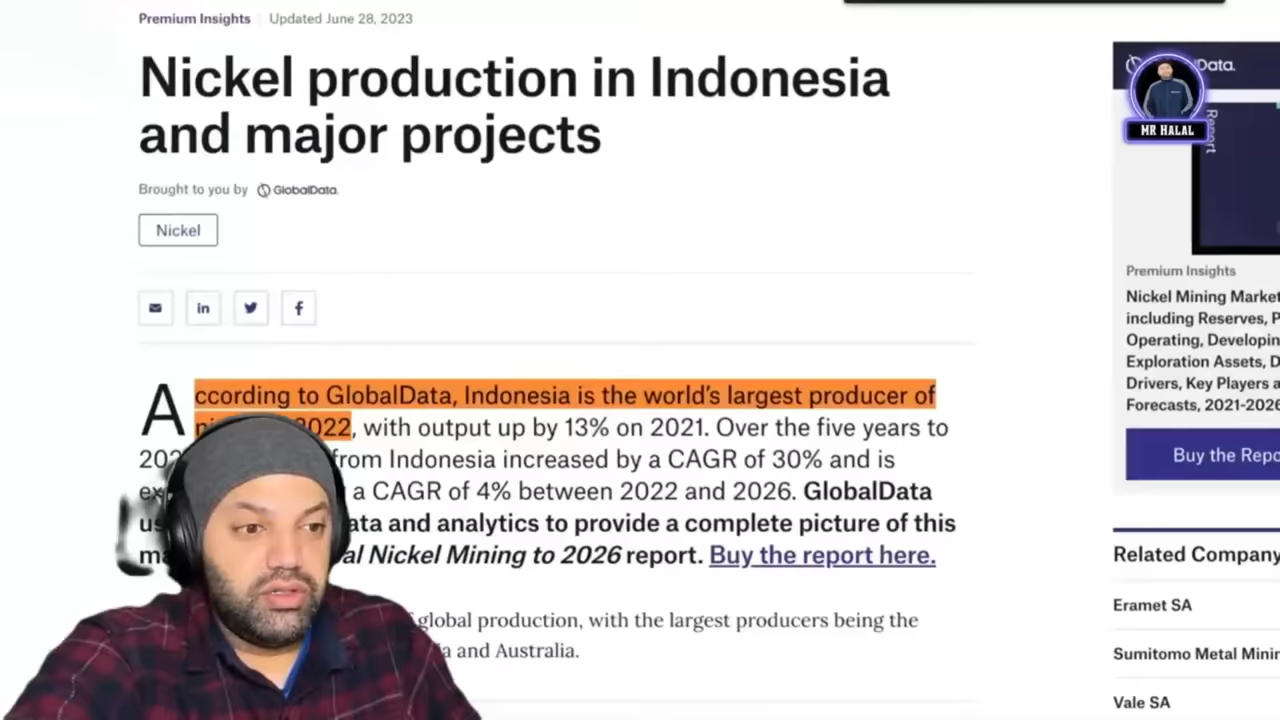 Premium Insights Updated June 28, 2023
Nickel production in Indonesia
and major projects
Brought to you by GlobalData.
Nickel
in
f
According to GlobalData, Indonesia is the world's largest producer of
2022, with output up by 13% on 2021. Over the five years to
from Indonesia increased by a CAGR of 30% and is
a CAGR of 4% between 2022 and 2026. GlobalData
and analytics to provide a complete picture of this
Nickel Mining to 2026 report. Buy the report here.
global production, with the largest producers being the
and Australia.
Data.
MR HALAL
Report
Premium Insights
Nickel Mining Market
including Reserves,
Operating,
Exploration Assets,
Drivers, Key Players
Forecasts, 2021-2026
Buy the
Related Company
Eramet SA
Sumitomo Metal
Vale SA